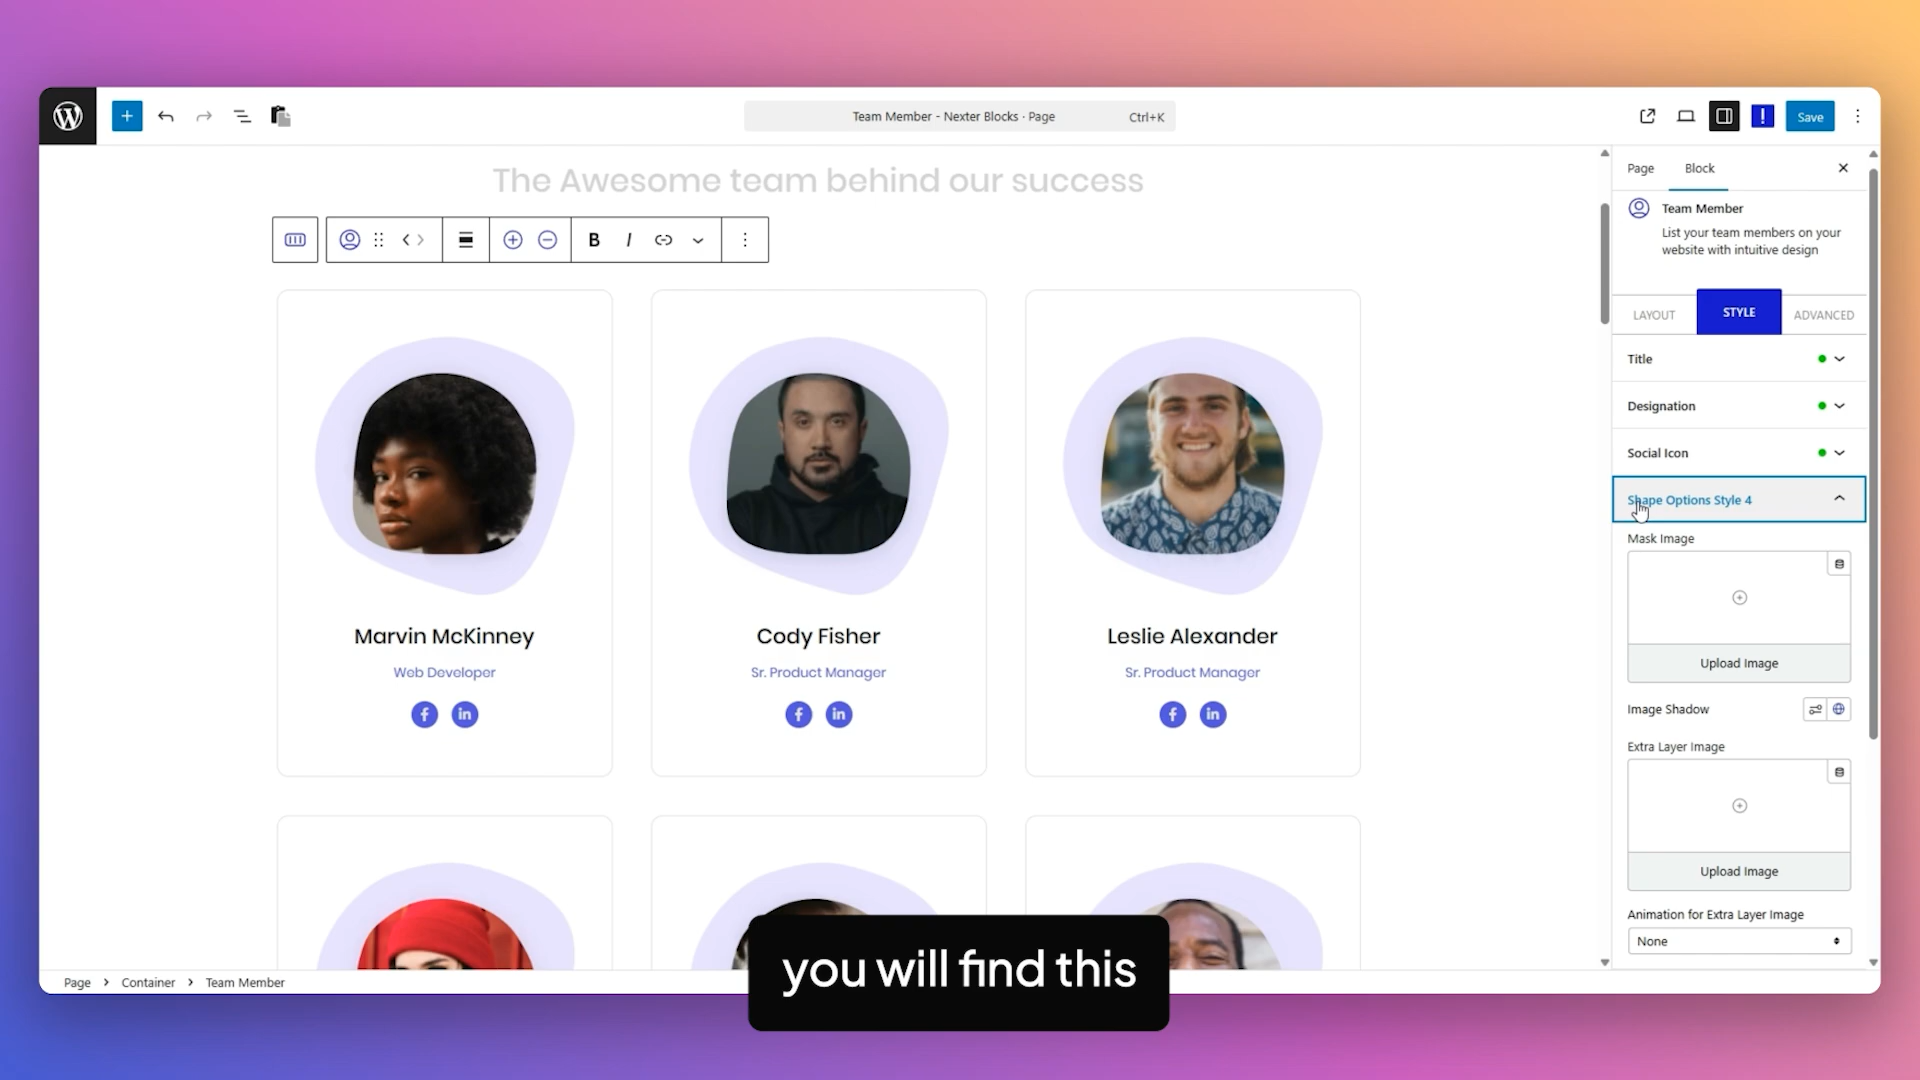 Team Member - Nexter Blocks · Page
Ctrl+K
Save
The Awesome team behind our success
B
I
Marvin McKinney
Web Developer
Cody Fisher
Sr. Product Manager
Leslie Alexander
Sr. Product Manager
Page
Block
Team Member
List your team members on your
website with intuitive design
LAYOUT
STYLE
ADVANCED
Title
Designation
Social Icon
Shape Options Style 4
Mask Image
Upload Image
Image Shadow
Extra Layer Image
Upload Image
Animation for Extra Layer Image
None
Page > Container > Team Member
you will find this